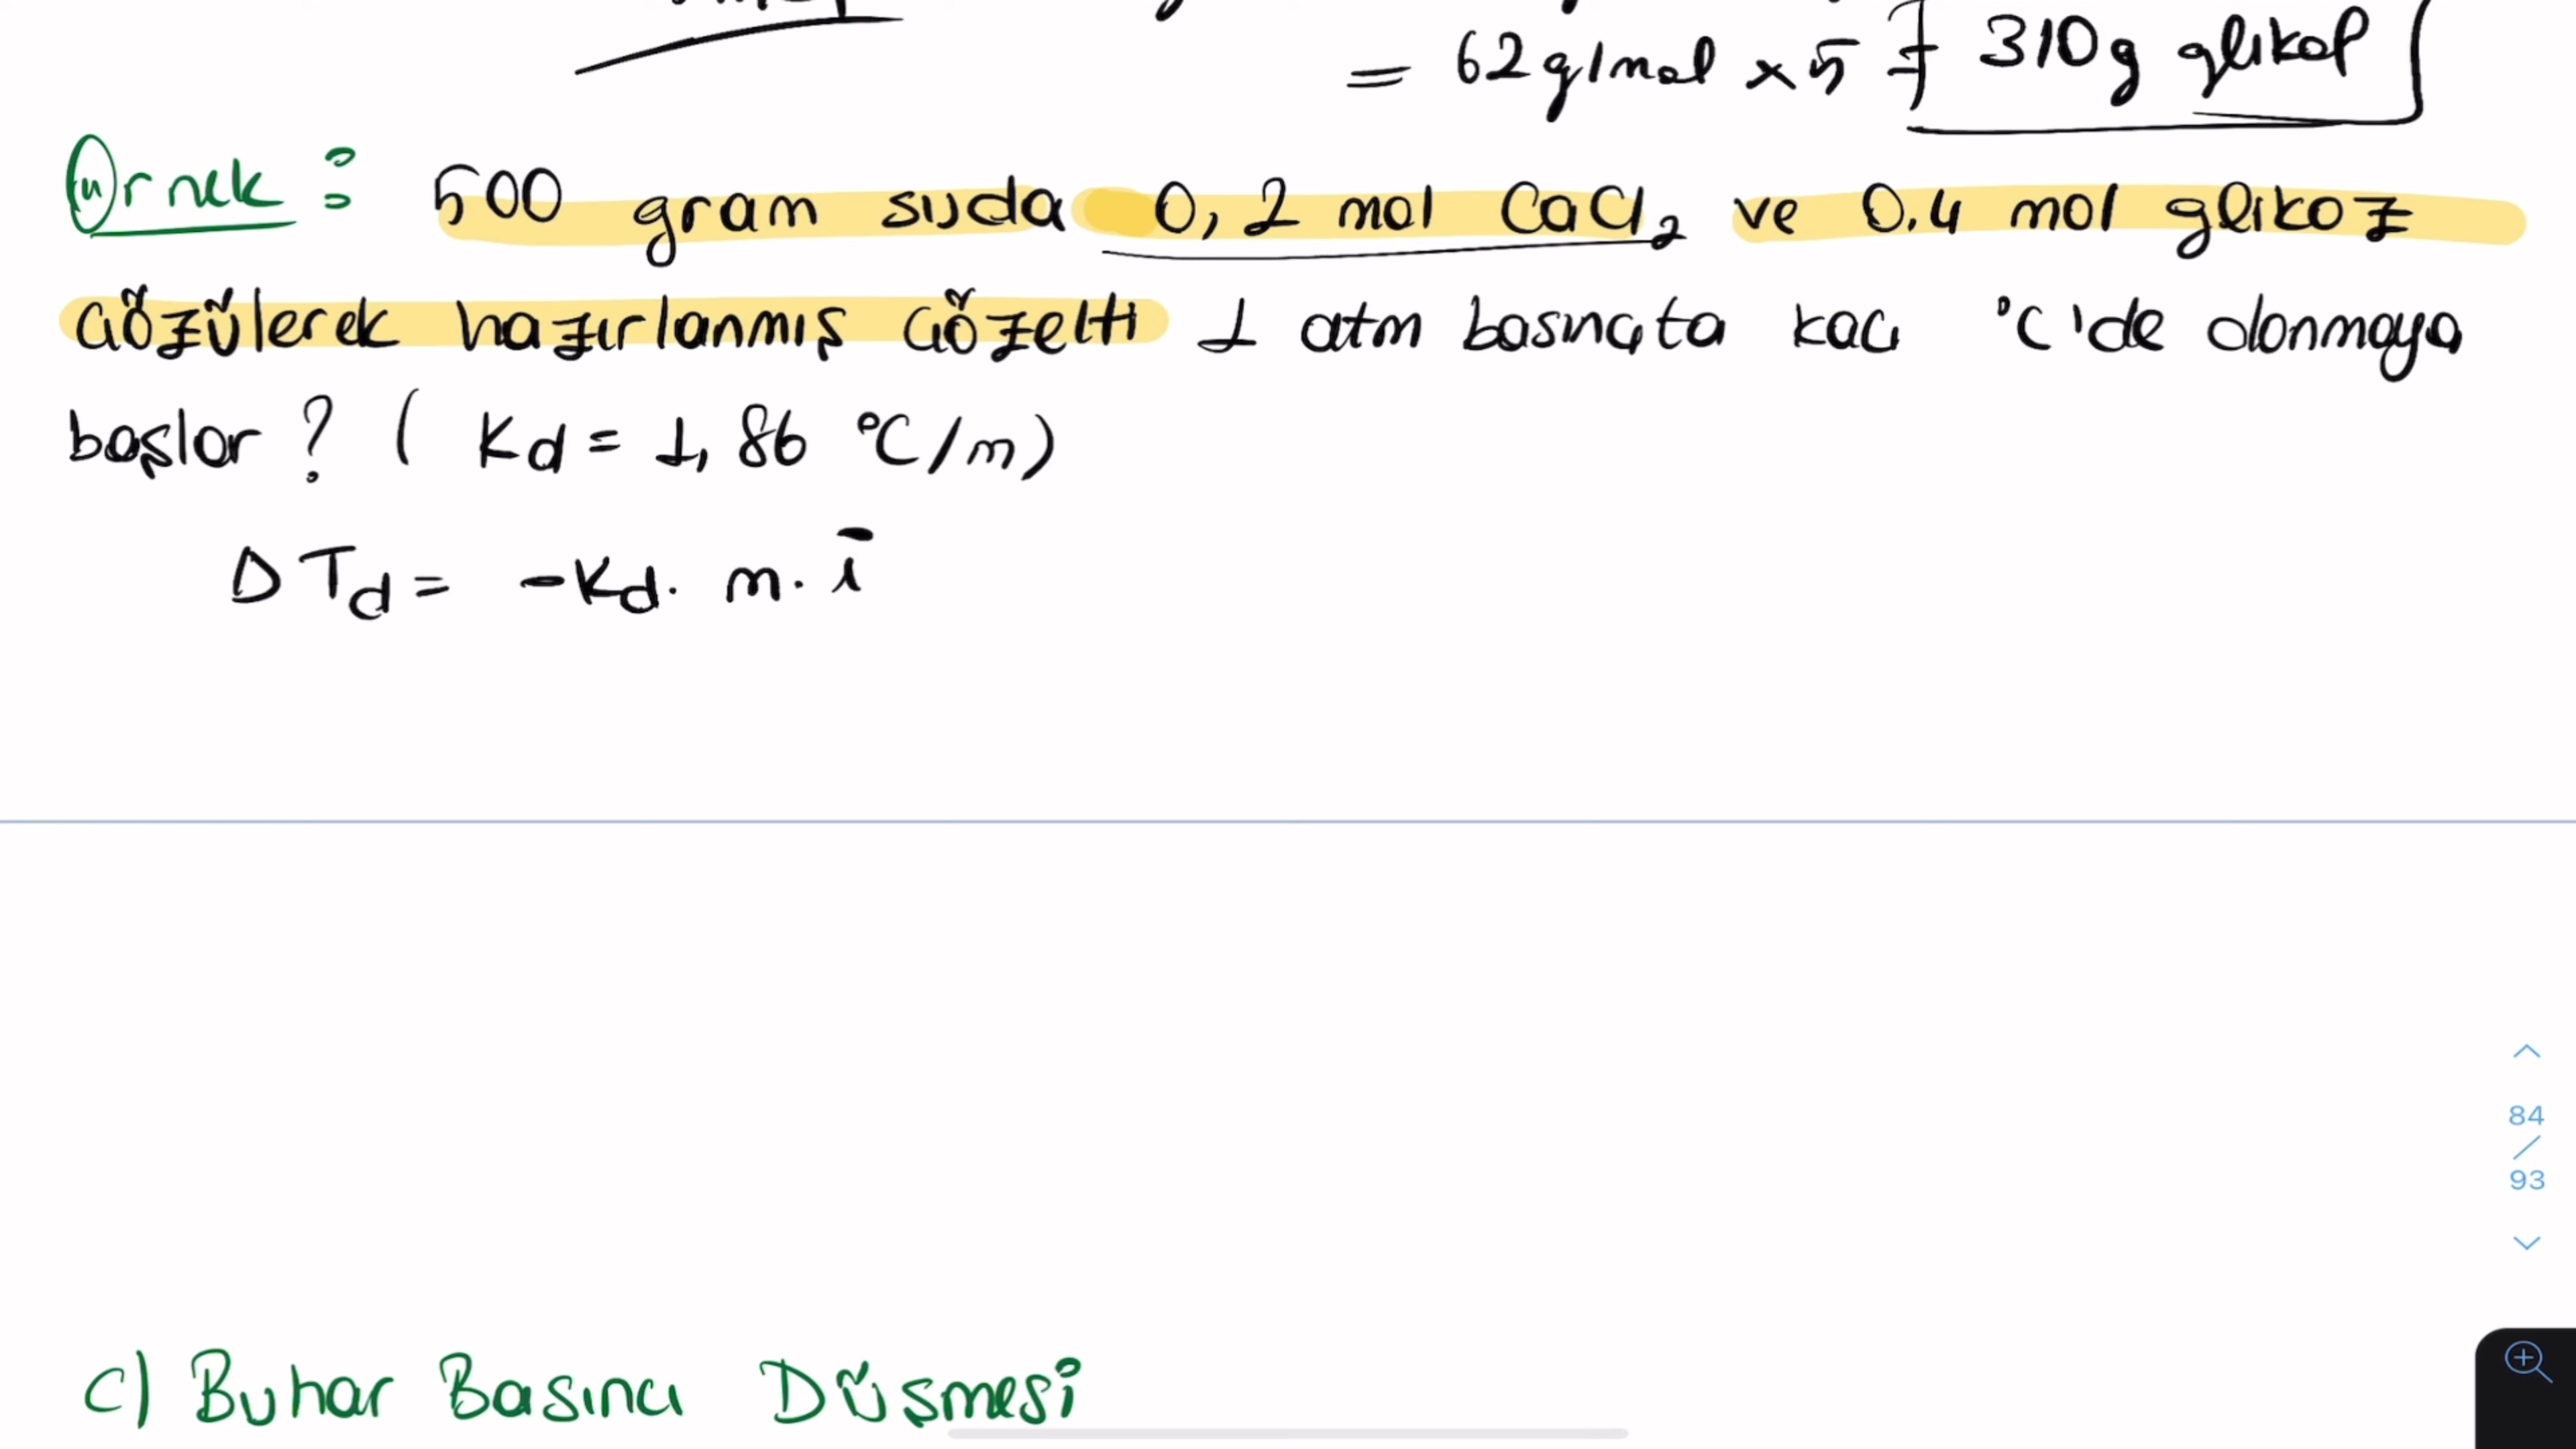 = 62 g/mol x 5 = 310g glikol
Örnek : 500 gram suda 0,2 mol CaCl₂ ve 0.4 mol glikoz
çözülerek hazırlanmış çözelti 1 atm basınçta kaç °C'de donmaya
başlar ? ( Kd = 1,86 °C/m)
ΔTd = -Kd. m. i
84
/
93
C) Buhar Basıncı Düşmesi